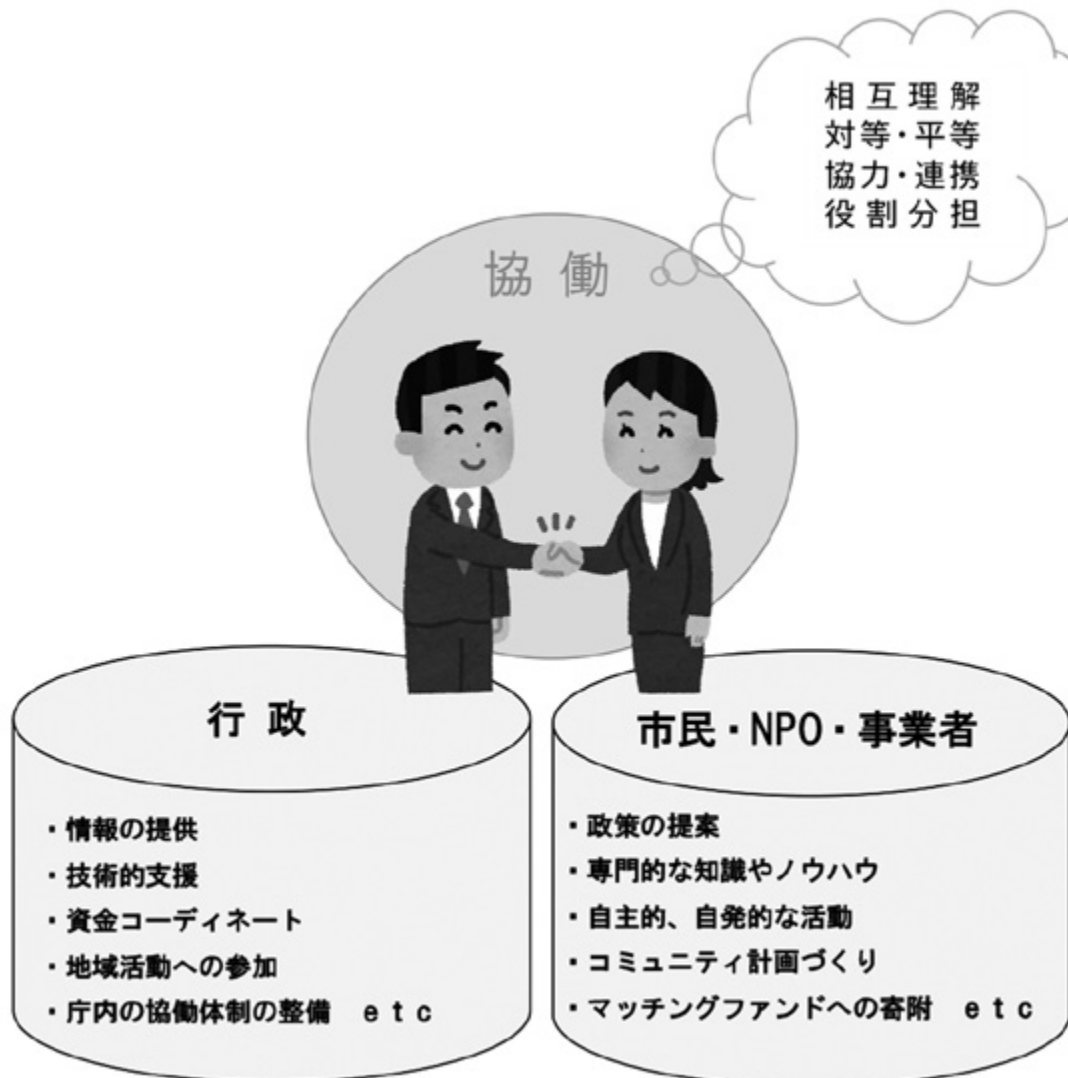 相互理解
対等・平等
協力・連携
役割分担
協働
行政
・情報の提供
・技術的支援
・資金コーディネート
・地域活動への参加
・庁内の協働体制の整備　ｅｔｃ
市民・NPO・事業者
・政策の提案
・専門的な知識やノウハウ
・自主的、自発的な活動
・コミュニティ計画づくり
・マッチングファンドへの寄附　ｅｔｃ